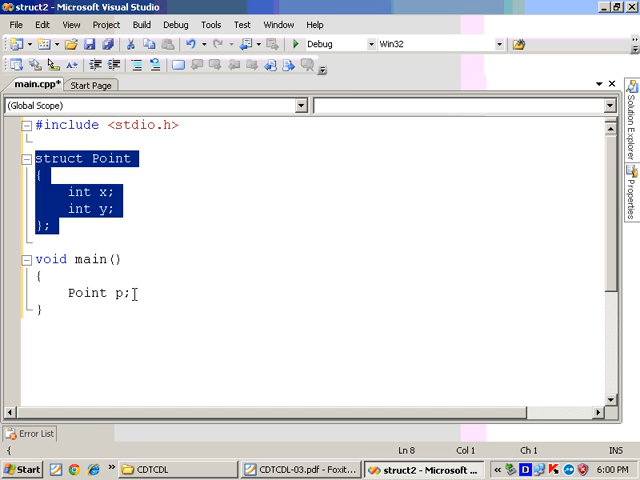 struct2 - Microsoft Visual Studio
File Edit View Project Build Debug Tools Test Window Help
Debug Win32
main.cpp* Start Page
(Global Scope)
#include <stdio.h>
struct Point
{
int x;
int y;
};
void main()
{
Point p;
}
Solution Explorer
Properties
Error List
{ Ln 8 Col 1 Ch 1 INS
Start CDTCDL CDTCDL-03.pdf - Foxit... struct2 - Microsoft ... 6:00 PM